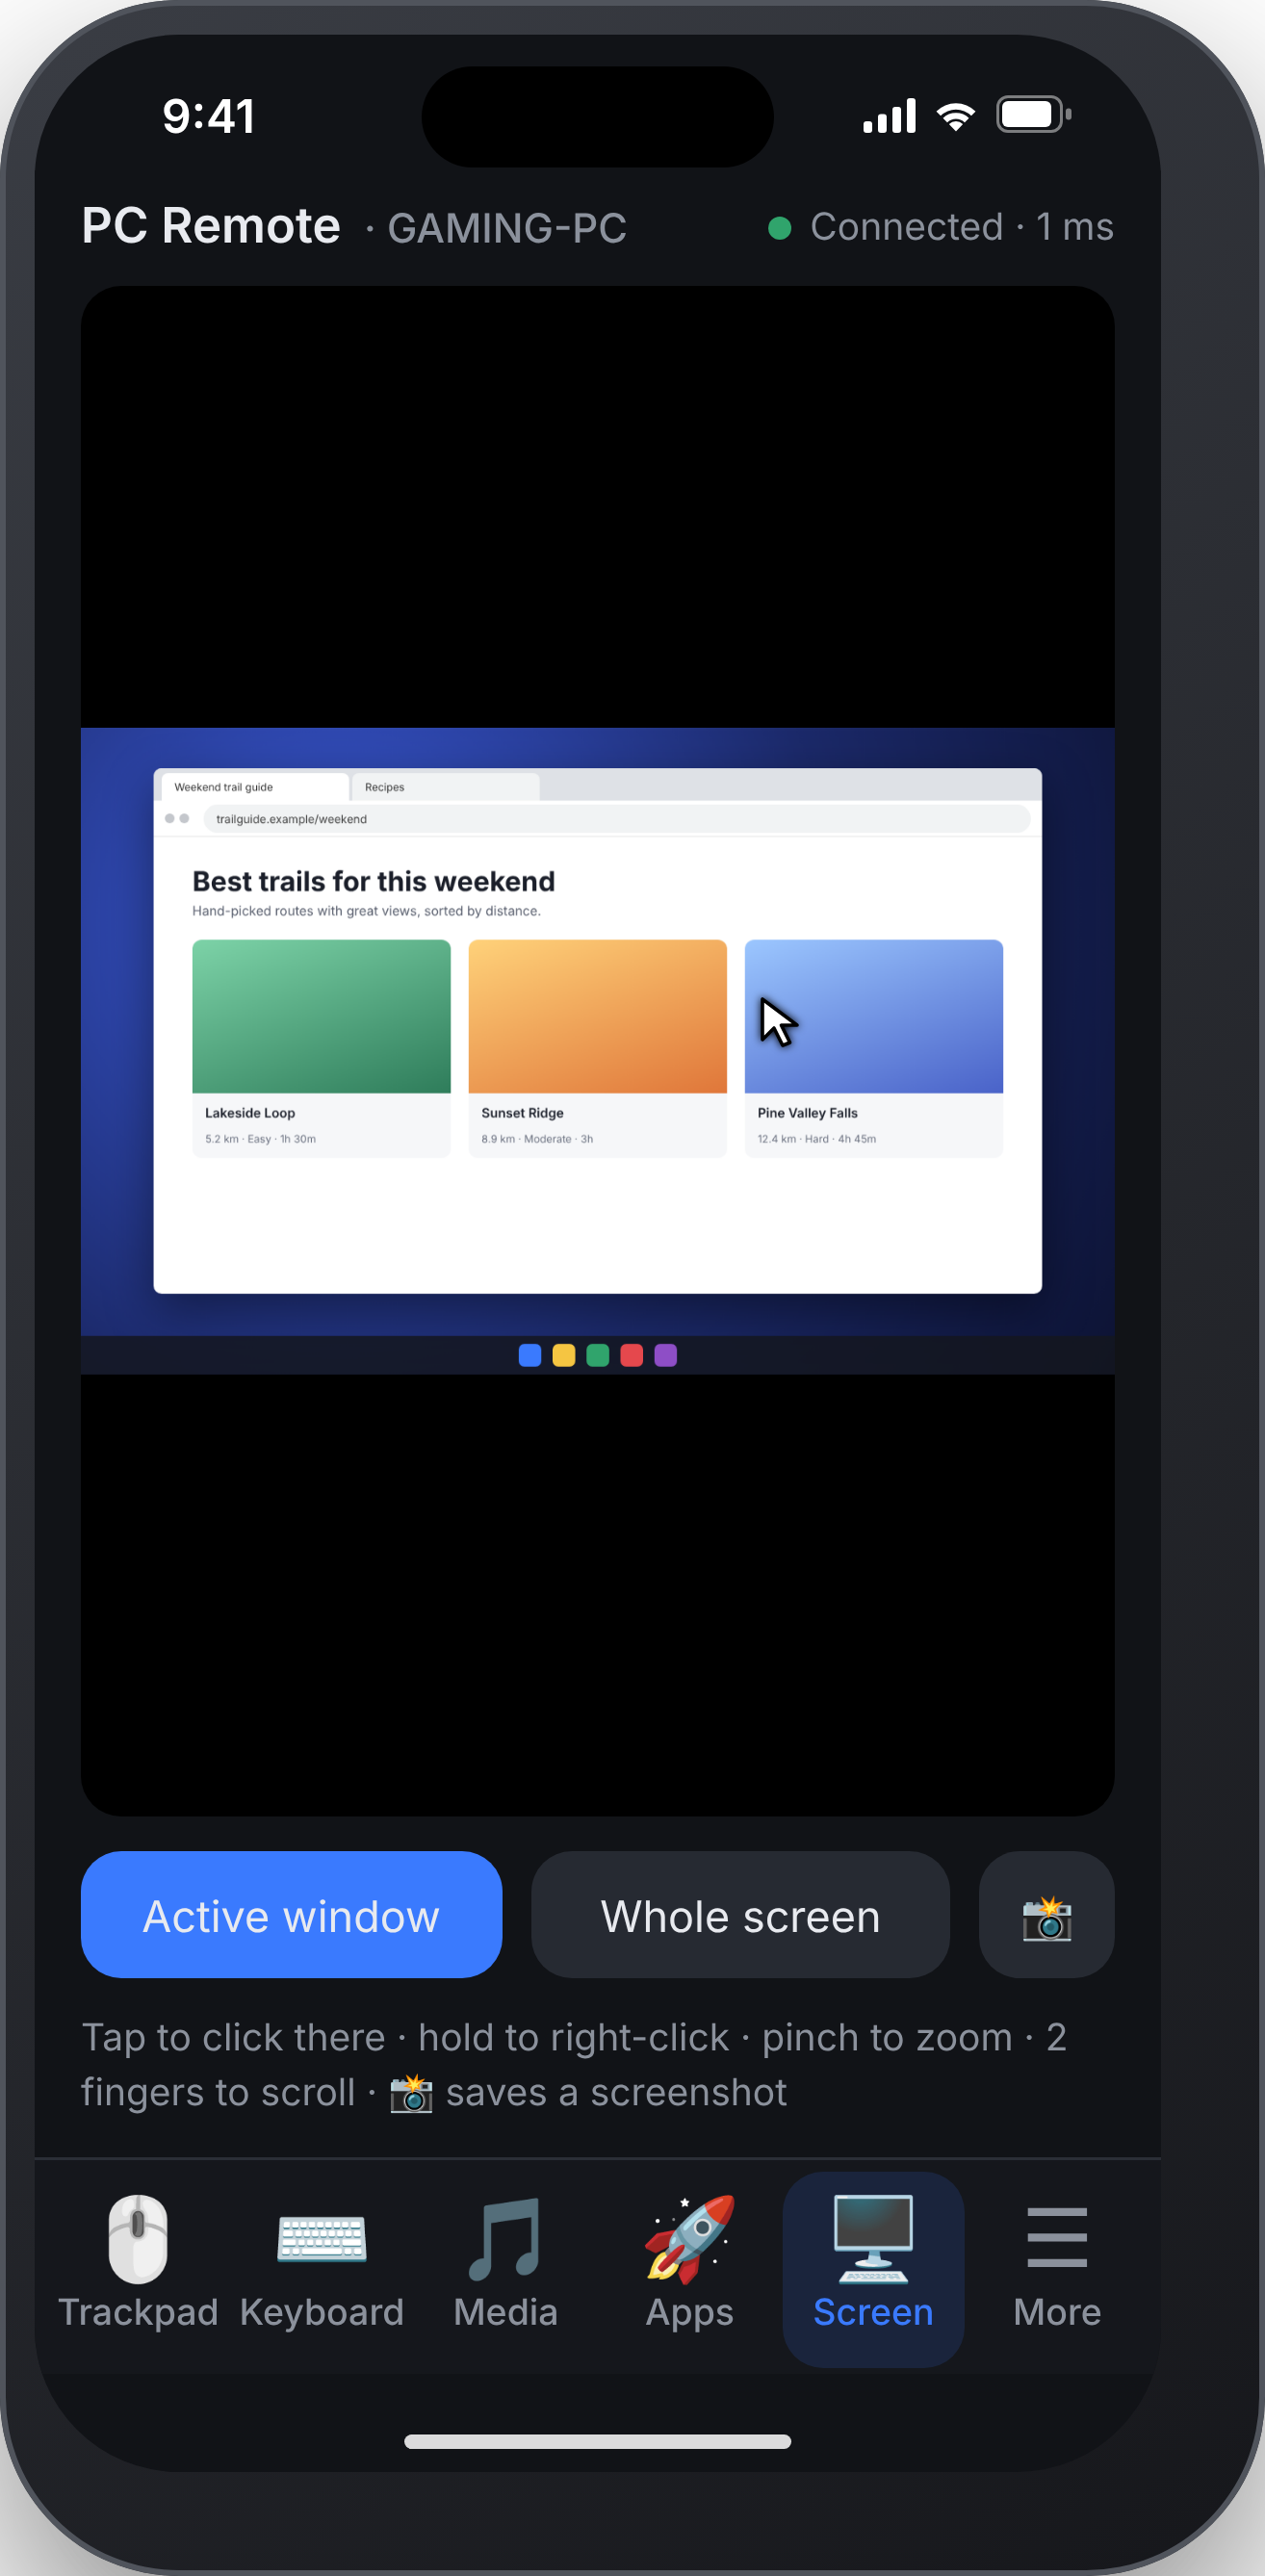 9:41
PC Remote · GAMING-PC
Connected · 1 ms
Weekend trail guide
Recipes
trailguide.example/weekend
Best trails for this weekend
Hand-picked routes with great views, sorted by distance.
Lakeside Loop
5.2 km · Easy · 1h 30m
Sunset Ridge
8.9 km · Moderate · 3h
Pine Valley Falls
12.4 km · Hard · 4h 45m
Active window
Whole screen
Tap to click there · hold to right-click · pinch to zoom · 2
fingers to scroll · 📸 saves a screenshot
Trackpad
Keyboard
Media
Apps
Screen
More